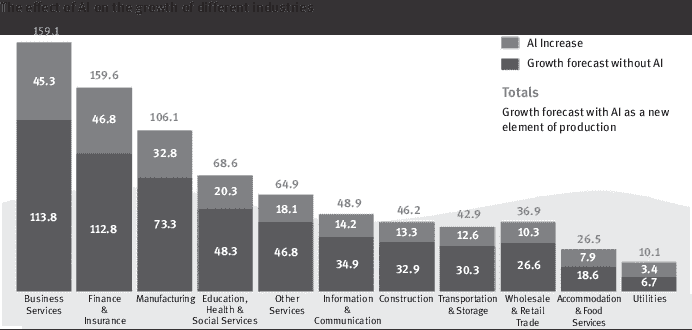 The effect of AI on the growth of different industries
AI Increase
Growth forecast without AI
Totals
Growth forecast with AI as a new
element of production
159.1
45.3
113.8
159.6
46.8
112.8
106.1
32.8
73.3
68.6
20.3
48.3
64.9
18.1
46.8
48.9
14.2
34.9
46.2
13.3
32.9
42.9
12.6
30.3
36.9
10.3
26.6
26.5
7.9
18.6
10.1
3.4
6.7
Business
Services
Finance
&
Insurance
Manufacturing
Education,
Health &
Social Services
Other
Services
Information
&
Communication
Construction
Transportation
& Storage
Wholesale
& Retail
Trade
Accommodation
& Food
Services
Utilities